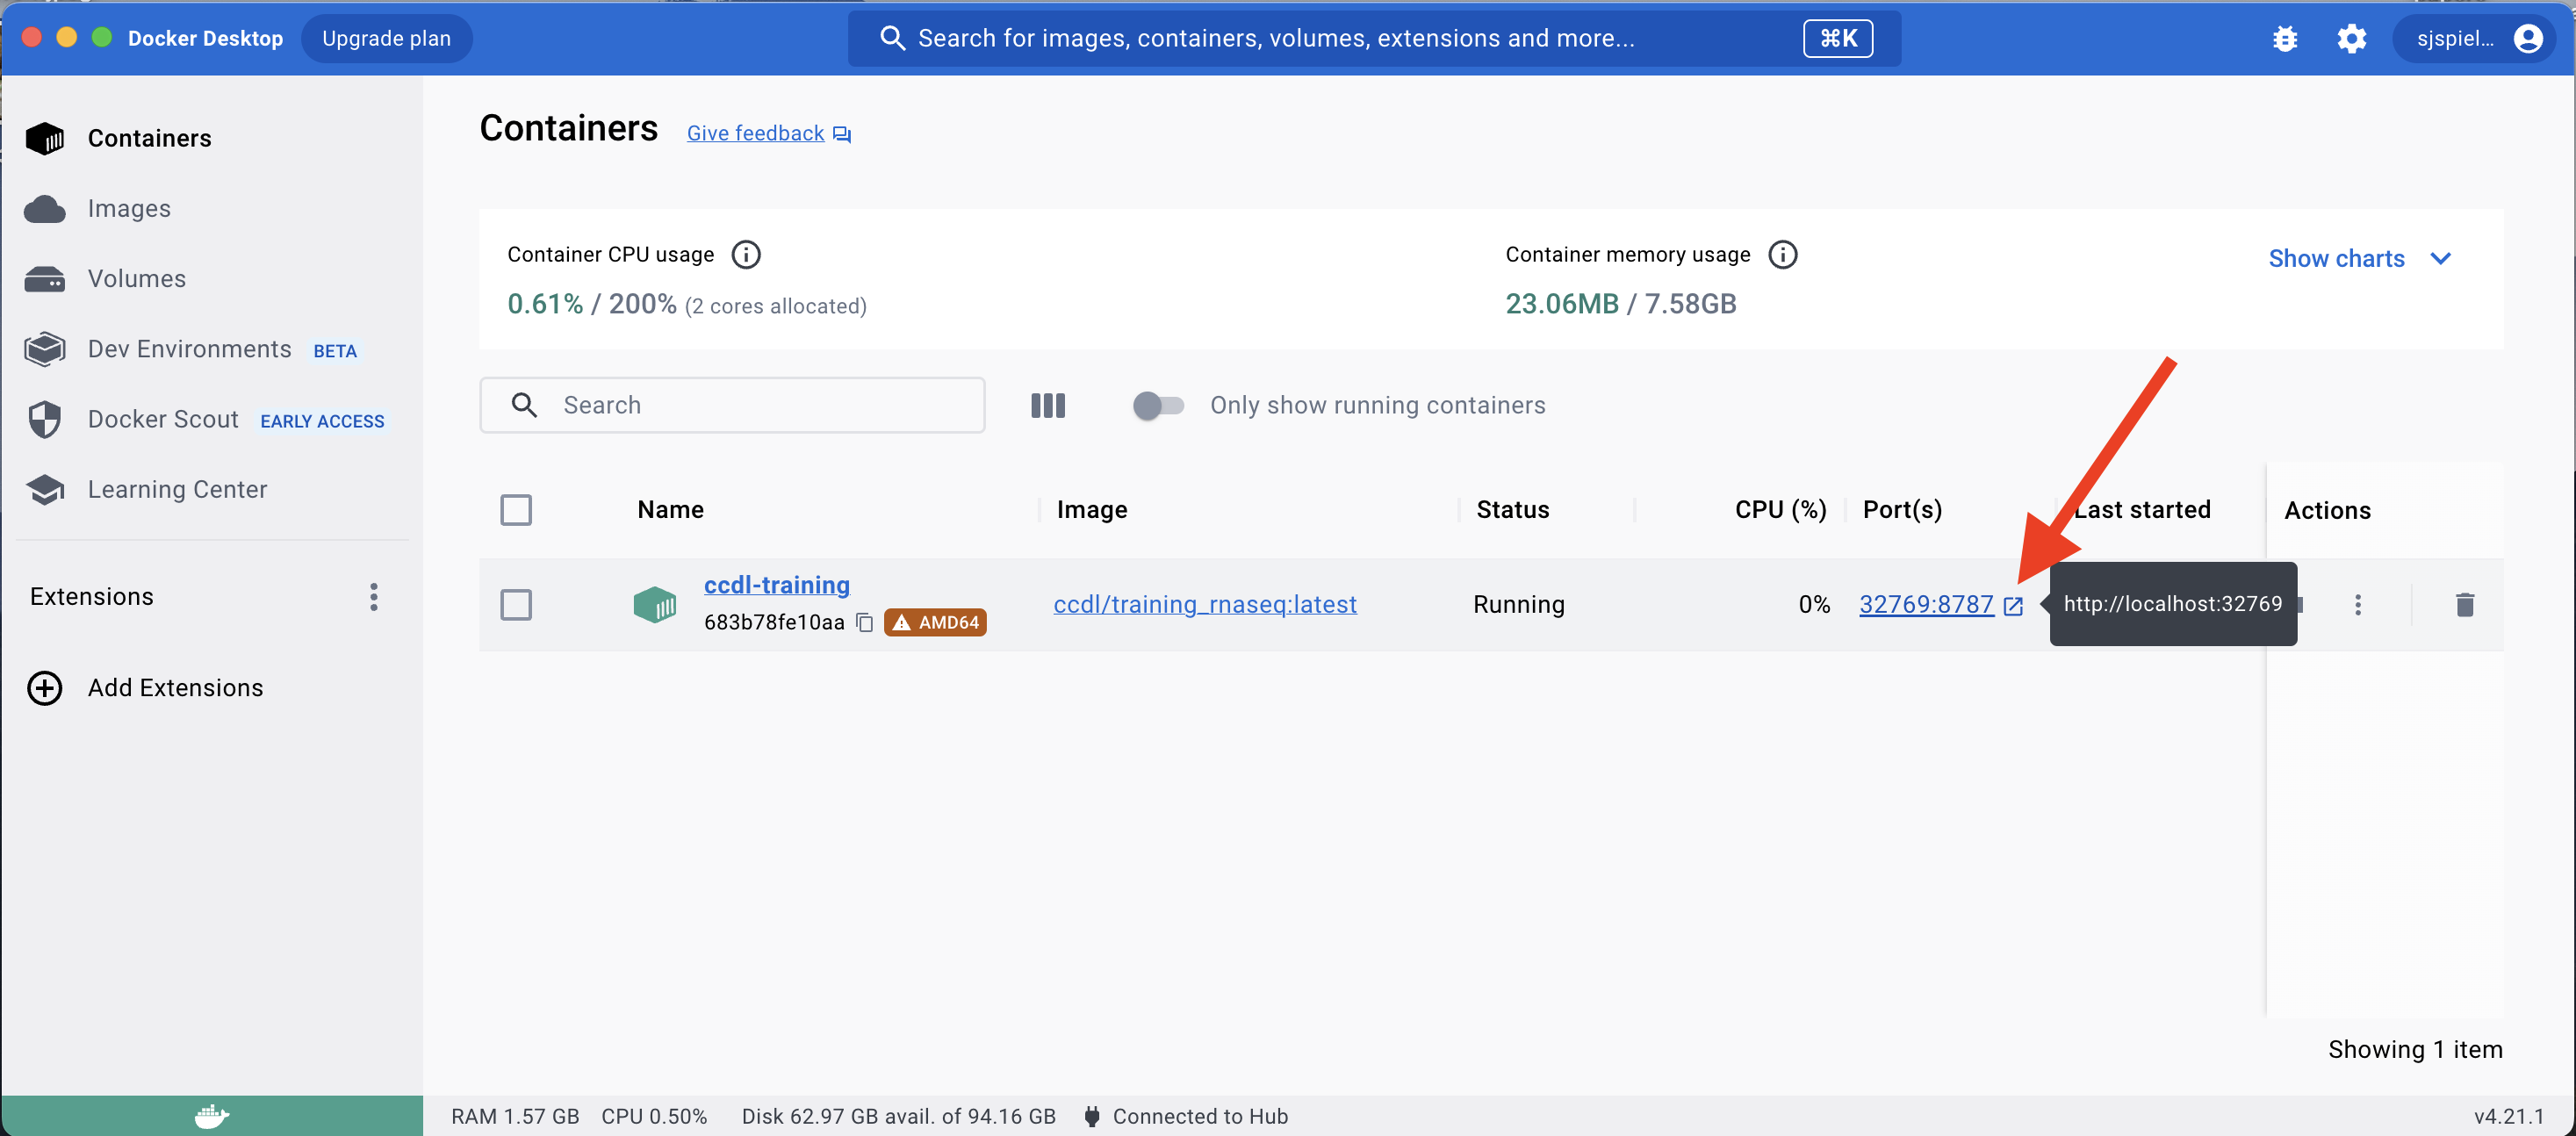 Docker Desktop
Upgrade plan
Search for images, containers, volumes, extensions and more...
⌘K
sjspiel...
Containers
Images
Volumes
Dev Environments BETA
Docker Scout EARLY ACCESS
Learning Center
Extensions
Add Extensions
Containers
Give feedback
Container CPU usage
0.61% / 200% (2 cores allocated)
Container memory usage
23.06MB / 7.58GB
Show charts
Search
Only show running containers
Name Image Status CPU (%) Port(s) Last started Actions
ccdl-training
683b78fe10aa AMD64
ccdl/training_rnaseq:latest
Running
0%
32769:8787
http://localhost:32769
Showing 1 item
RAM 1.57 GB CPU 0.50% Disk 62.97 GB avail. of 94.16 GB Connected to Hub
v4.21.1